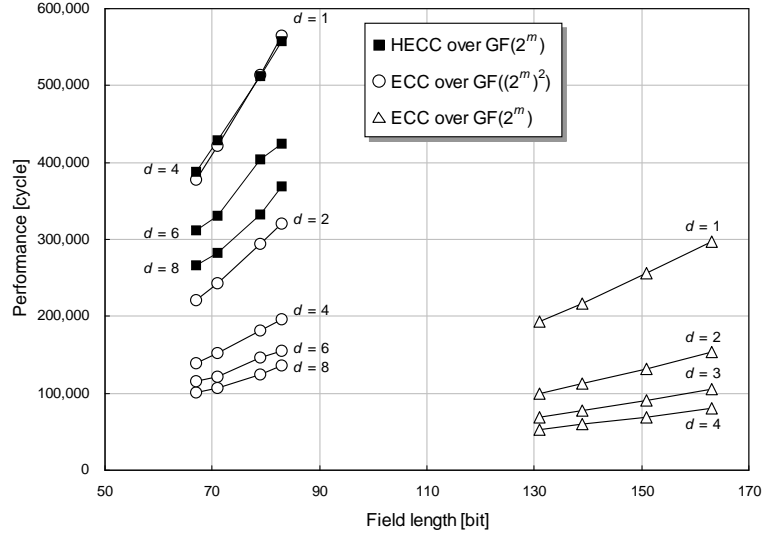 600,000
500,000
400,000
300,000
200,000
100,000
0
Performance [cycle]
d = 1
HECC over GF(2^m)
ECC over GF((2^m)^2)
ECC over GF(2^m)
d = 4
d = 6
d = 8
d = 2
d = 4
d = 6
d = 8
d = 1
d = 2
d = 3
d = 4
50
70
90
110
130
150
170
Field length [bit]